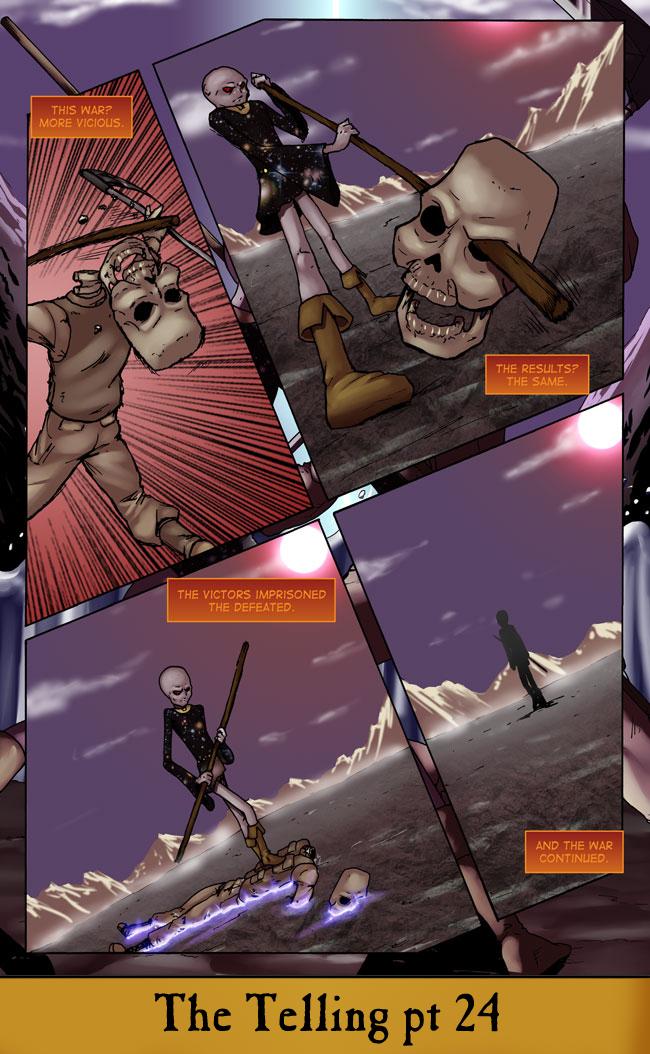 THIS WAR?
MORE VICIOUS.
THE RESULTS?
THE SAME.
THE VICTORS IMPRISONED
THE DEFEATED.
AND THE WAR
CONTINUED.
The Telling pt 24